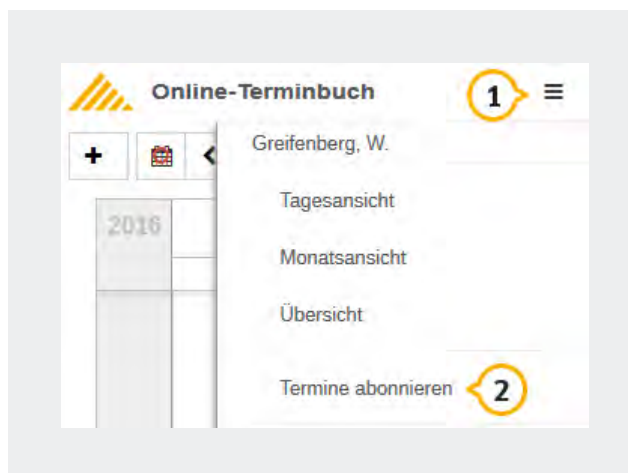 Online-Terminbuch
1
Greifenberg, W.
Tagesansicht
2016
Monatsansicht
Übersicht
Termine abonnieren
2